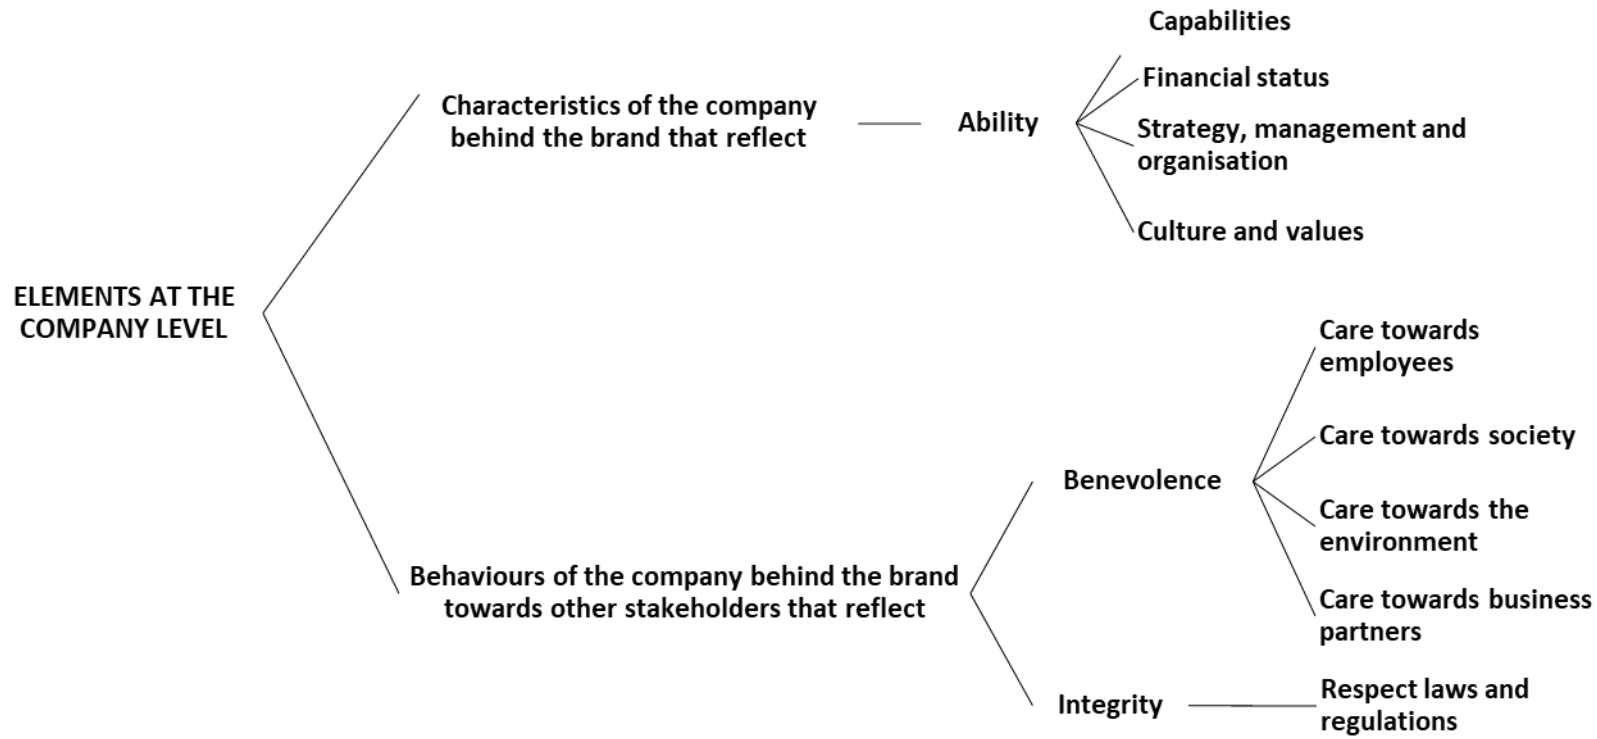 ELEMENTS AT THE
COMPANY LEVEL
Characteristics of the company
behind the brand that reflect
Ability
Capabilities
Financial status
Strategy, management and
organisation
Culture and values
Behaviours of the company behind the brand
towards other stakeholders that reflect
Benevolence
Care towards
employees
Care towards society
Care towards the
environment
Care towards business
partners
Integrity
Respect laws and
regulations